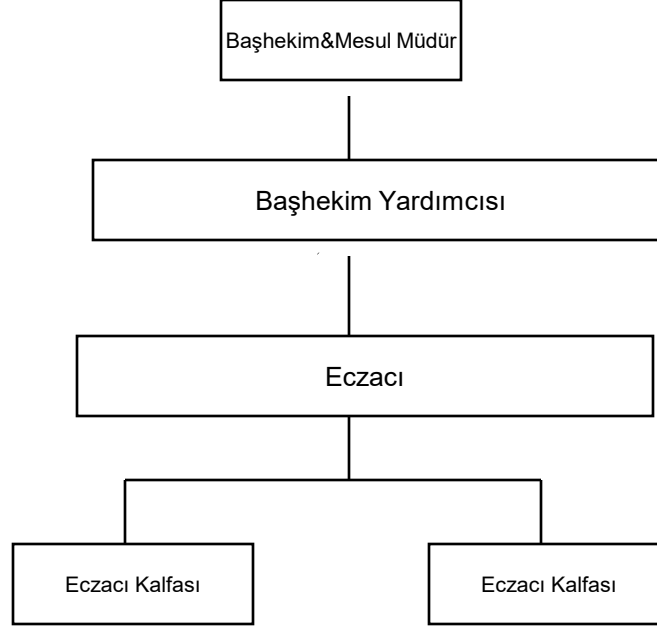 Başhekim&Mesul Müdür
Başhekim Yardımcısı
Eczacı
Eczacı Kalfası
Eczacı Kalfası